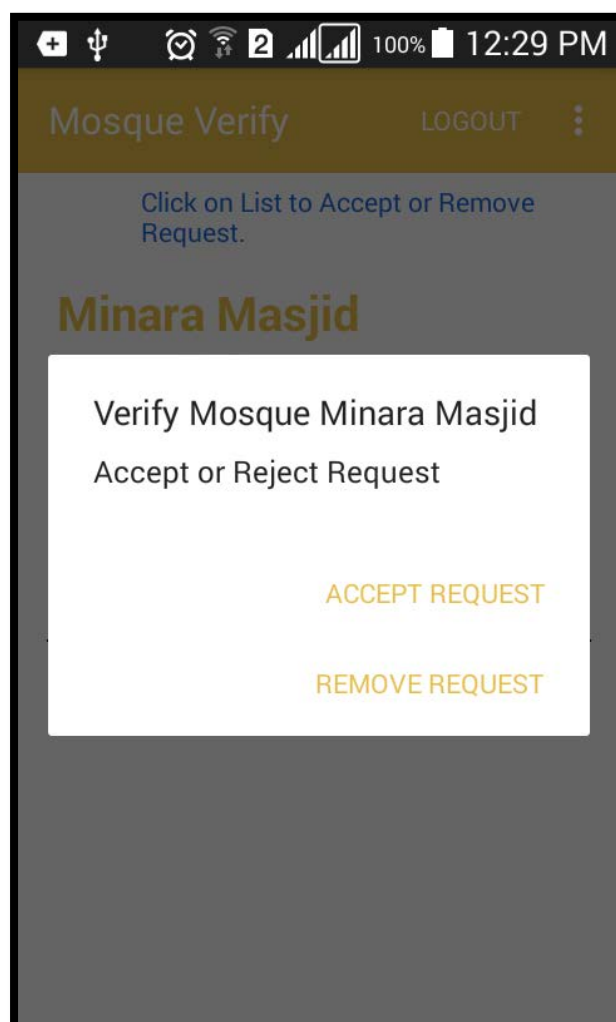 2 100% 12:29 PM
Mosque Verify LOGOUT
Click on List to Accept or Remove
Request.
Minara Masjid
Verify Mosque Minara Masjid
Accept or Reject Request
ACCEPT REQUEST
REMOVE REQUEST